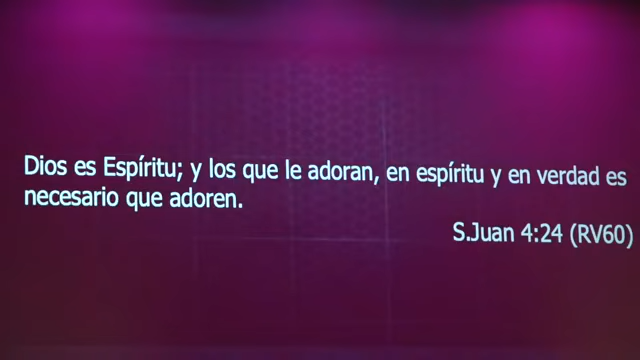 Dios es Espíritu; y los que le adoran, en espíritu y en verdad es
necesario que adoren.
S.Juan 4:24 (RV60)